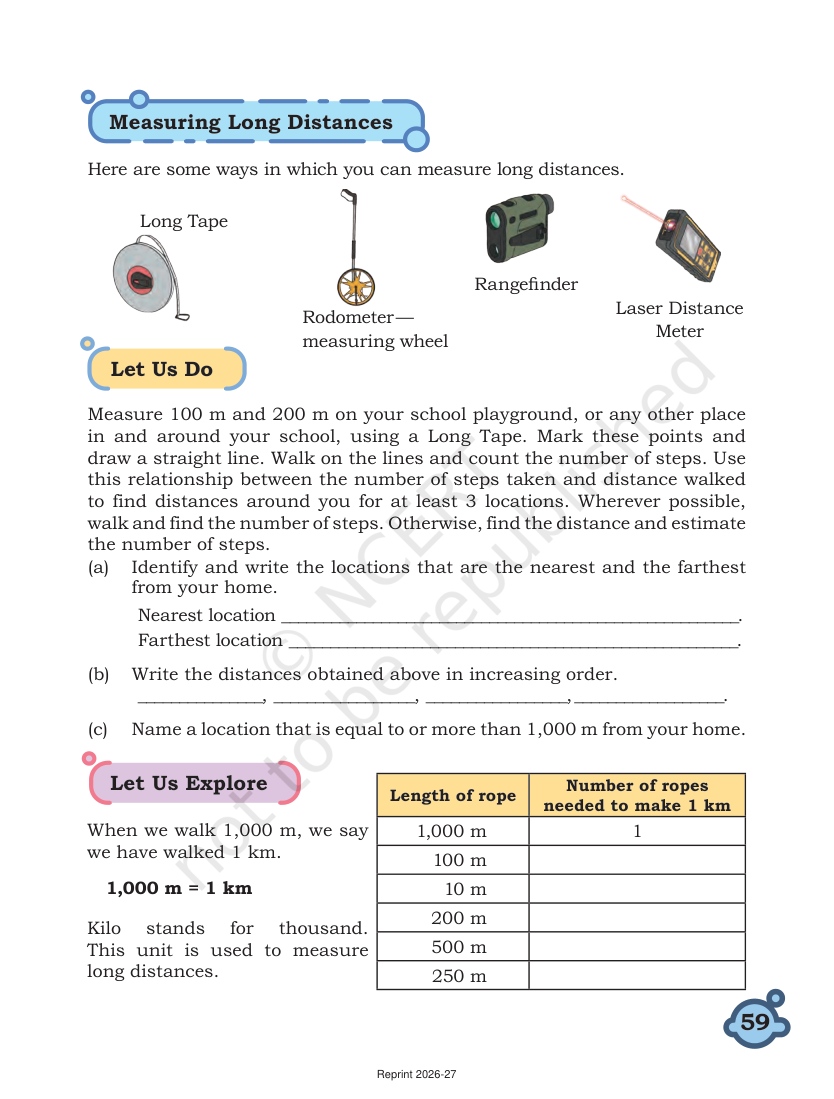 Measuring Long Distances
Here are some ways in which you can measure long distances.
Long Tape
Rodometer—
measuring wheel
Rangefinder
Laser Distance
Meter
Let Us Do
Measure 100 m and 200 m on your school playground, or any other place
in and around your school, using a Long Tape. Mark these points and
draw a straight line. Walk on the lines and count the number of steps. Use
this relationship between the number of steps taken and distance walked
to find distances around you for at least 3 locations. Wherever possible,
walk and find the number of steps. Otherwise, find the distance and estimate
the number of steps.
(a) Identify and write the locations that are the nearest and the farthest
from your home.
Nearest location ______________________________________________.
Farthest location ______________________________________________.
(b) Write the distances obtained above in increasing order.
______________, ________________, ________________, _________________.
(c) Name a location that is equal to or more than 1,000 m from your home.
Let Us Explore
When we walk 1,000 m, we say
we have walked 1 km.
1,000 m = 1 km
Kilo stands for thousand.
This unit is used to measure
long distances.
Length of rope | Number of ropes
needed to make 1 km
1,000 m | 1
100 m
10 m
200 m
500 m
250 m
59
Reprint 2026-27
© NCERT
not to be republished